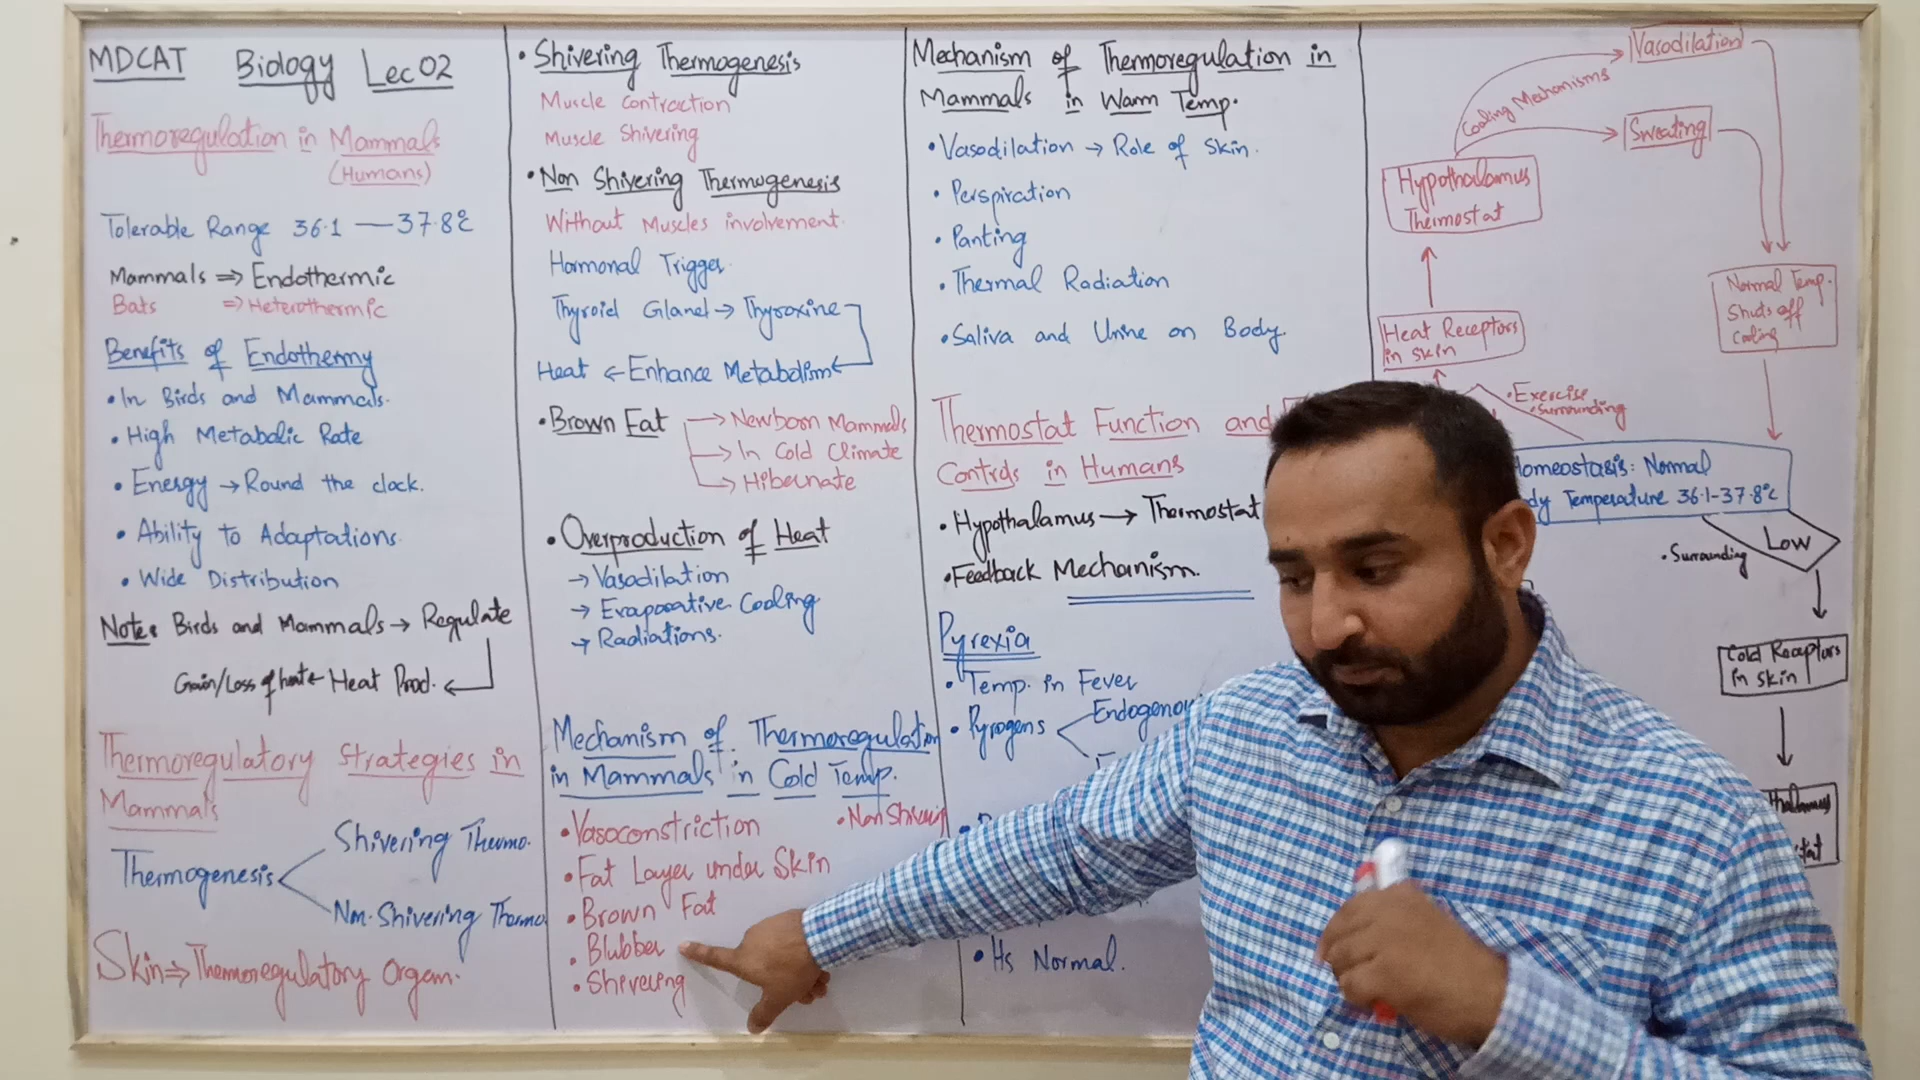 MDCAT Biology Lec 02
Thermoregulation in Mammals
(Humans)
Tolerable Range 36.1 — 37.8°C
Mammals ⇒ Endothermic
Bats ⇒ Heterothermic
Benefits of Endothermy
• In Birds and Mammals.
• High Metabolic Rate
• Energy → Round the clock.
• Ability to Adaptations.
• Wide Distribution
Note: Birds and Mammals → Regulate
Gain/Loss of heat ← Heat Prod. ←
Thermoregulatory Strategies in
Mammals
Thermogenesis
Shivering Thermo.
Non-Shivering Thermo
Skin ⇒ Thermoregulatory Organ.
• Shivering Thermogenesis
Muscle contraction
Muscle Shivering
• Non Shivering Thermogenesis
Without Muscles involvement.
Hormonal Trigger.
Thyroid Gland → Thyroxine
Heat ← Enhance Metabolism ←
• Brown Fat → Newborn Mammals
→ In Cold Climate
→ Hibernate
• Overproduction of Heat
→ Vasodilation
→ Evaporative Cooling
→ Radiations.
Mechanism of Thermoregulation
in Mammals in Cold Temp.
• Vasoconstriction • Non Shivering
• Fat Layer under Skin
• Brown Fat
• Blubber
• Shivering
Mechanism of Thermoregulation in
Mammals in Warm Temp.
• Vasodilation → Role of Skin.
• Perspiration
• Panting
• Thermal Radiation
• Saliva and Urine on Body
Thermostat Function and
Controls in Humans
• Hypothalamus → Thermostat
• Feedback Mechanism.
Pyrexia
• Temp. in Fever
• Pyrogens
• Hs Normal.
Vasodilation
Cooling Mechanisms
Sweating
Hypothalamus
Thermostat
Normal Temp.
Shuts off
Cooling
Heat Receptors
in skin
• Exercise
• Surrounding
Homeostasis: Normal
Temperature 36.1-37.8°C
Low
• Surrounding
Cold Receptors
in skin